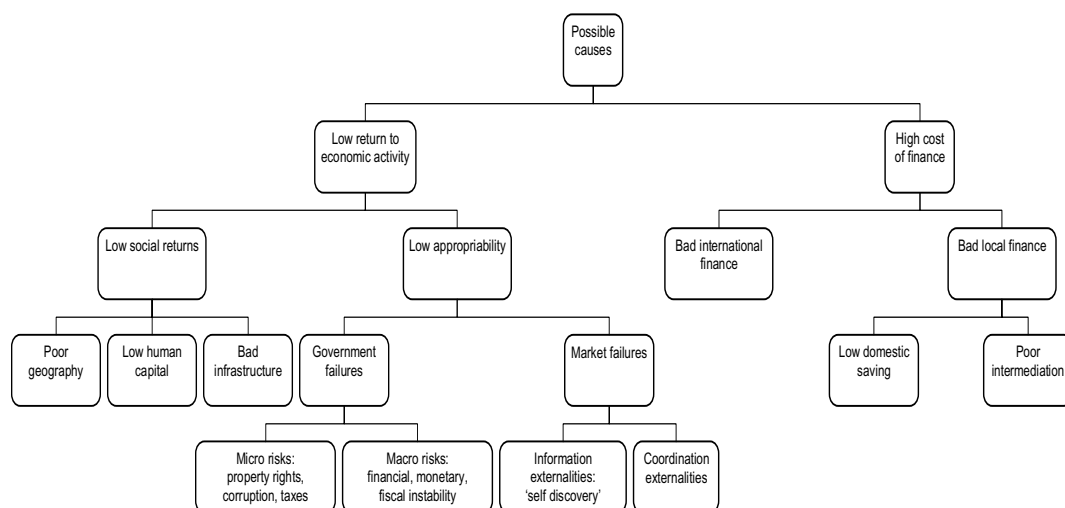 Possible
causes
Low return to
economic activity
High cost
of finance
Low social returns
Low appropriability
Bad international
finance
Bad local finance
Poor
geography
Low human
capital
Bad
infrastructure
Government
failures
Market failures
Low domestic
saving
Poor
intermediation
Micro risks:
property rights,
corruption, taxes
Macro risks:
financial, monetary,
fiscal instability
Information
externalities:
‘self discovery’
Coordination
externalities